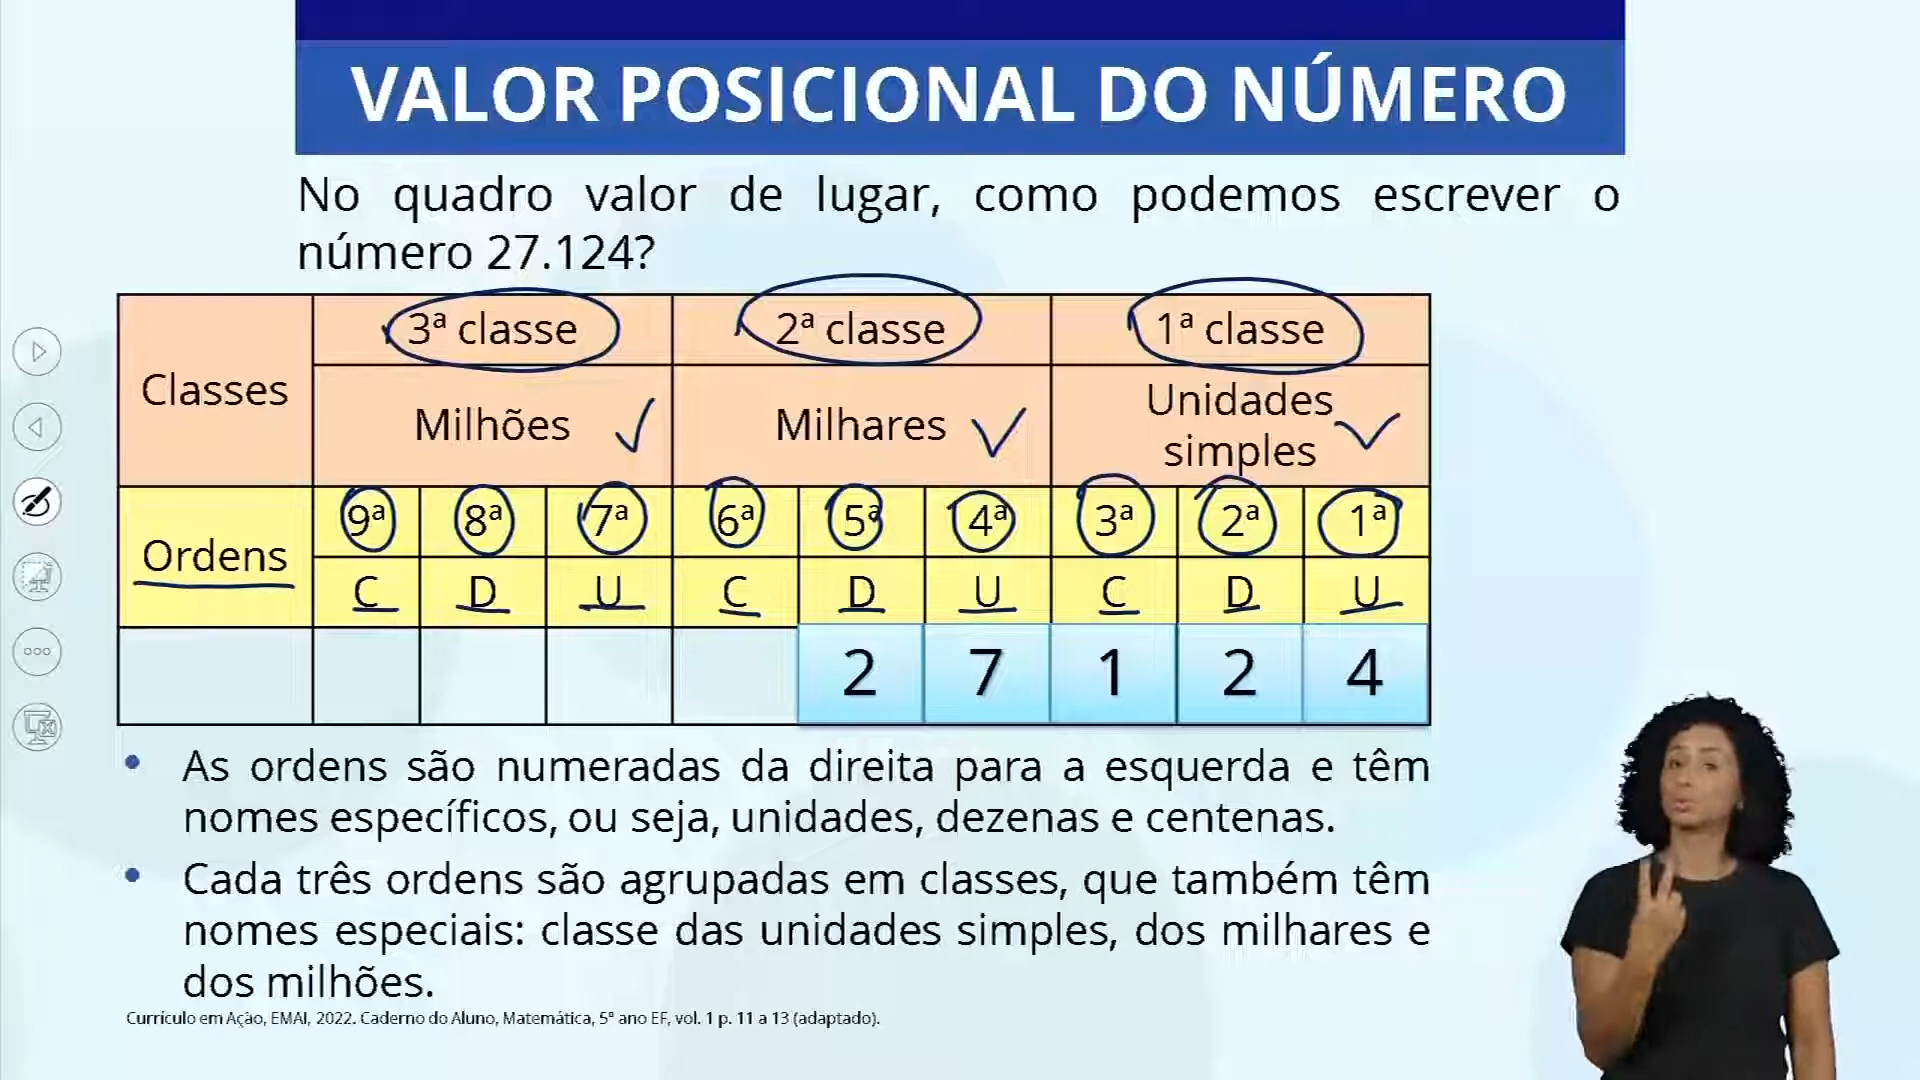 VALOR POSICIONAL DO NÚMERO
No quadro valor de lugar, como podemos escrever o
número 27.124?
Classes
3ª classe 2ª classe 1ª classe
Milhões Milhares Unidades
simples
Ordens
9ª 8ª 7ª 6ª 5ª 4ª 3ª 2ª 1ª
C D U C D U C D U
2 7 1 2 4
• As ordens são numeradas da direita para a esquerda e têm
nomes específicos, ou seja, unidades, dezenas e centenas.
• Cada três ordens são agrupadas em classes, que também têm
nomes especiais: classe das unidades simples, dos milhares e
dos milhões.
Currículo em Ação, EMAI, 2022. Caderno do Aluno, Matemática, 5º ano EF, vol. 1 p. 11 a 13 (adaptado).